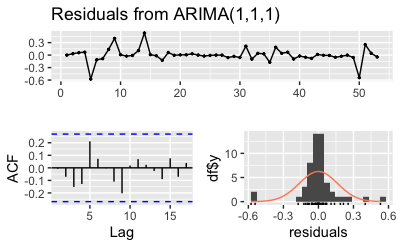 Residuals from ARIMA(1,1,1)
0.3
0.0
-0.3
-0.6
0 10 20 30 40 50
ACF
0.2
0.1
0.0
-0.1
-0.2
5 10 15
Lag
df$y
10
5
0
-0.6 -0.3 0.0 0.3 0.6
residuals